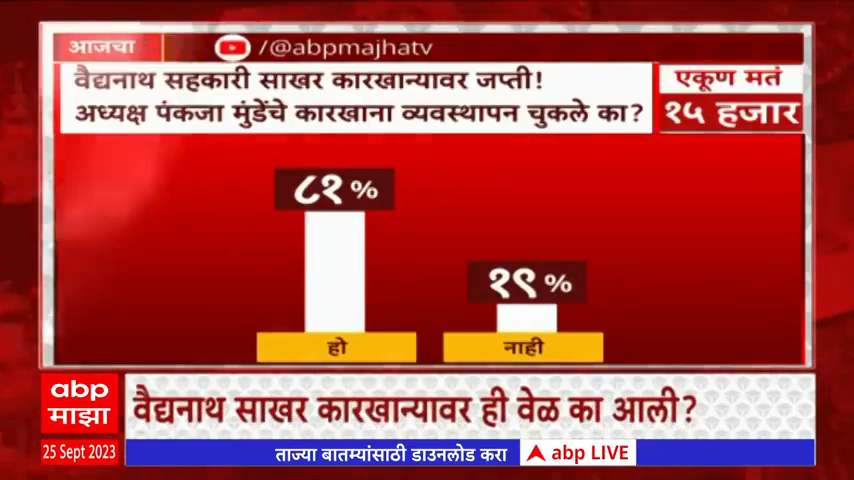 आजचा
/@abpmajhatv
वैद्यनाथ सहकारी साखर कारखान्यावर जप्ती!
अध्यक्ष पंकजा मुंडेंचे कारखाना व्यवस्थापन चुकले का?
एकूण मतं
१५ हजार
८१%
१९%
हो
नाही
abp
माझा
वैद्यनाथ साखर कारखान्यावर ही वेळ का आली?
25 Sept 2023
ताज्या बातम्यांसाठी डाउनलोड करा
abp LIVE